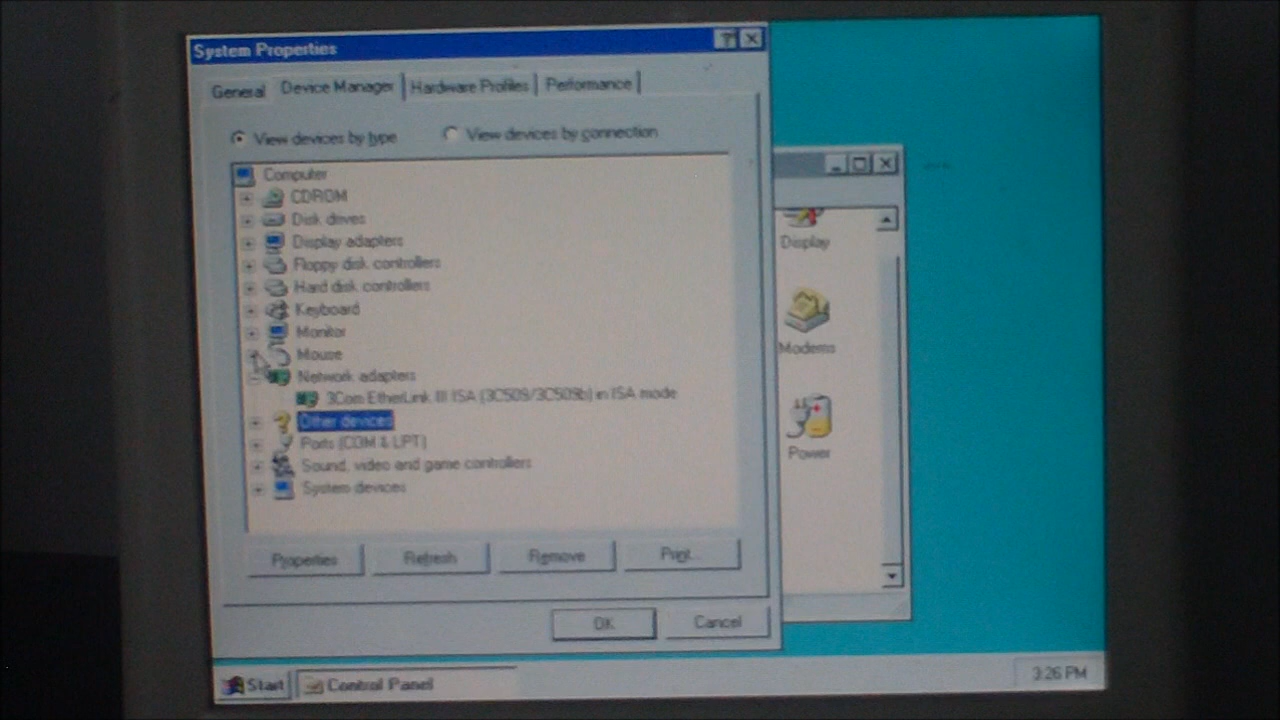 System Properties
General Device Manager Hardware Profiles Performance
View devices by type View devices by connection
Computer
CDROM
Disk drives
Display adapters
Floppy disk controllers
Hard disk controllers
Keyboard
Monitor
Mouse
Network adapters
3Com EtherLink III ISA (3C509/3C509b) in ISA mode
Other devices
Ports (COM & LPT)
Sound, video and game controllers
System devices
Properties Refresh Remove Print...
OK Cancel
Display
Modems
Power
Start Control Panel 3:26 PM